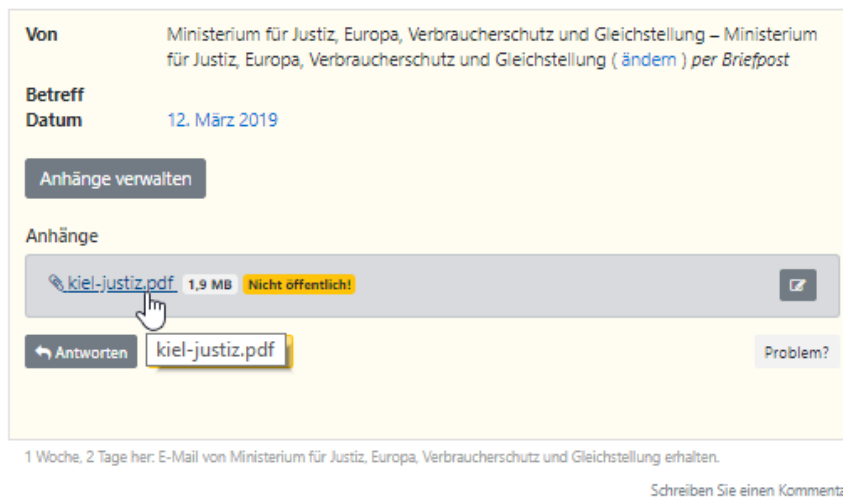 Von Ministerium für Justiz, Europa, Verbraucherschutz und Gleichstellung – Ministerium
für Justiz, Europa, Verbraucherschutz und Gleichstellung ( ändern ) per Briefpost
Betreff
Datum 12. März 2019
Anhänge verwalten
Anhänge
kiel-justiz.pdf 1,9 MB Nicht öffentlich!
Antworten kiel-justiz.pdf Problem?
1 Woche, 2 Tage her: E-Mail von Ministerium für Justiz, Europa, Verbraucherschutz und Gleichstellung erhalten.
Schreiben Sie einen Kommenta